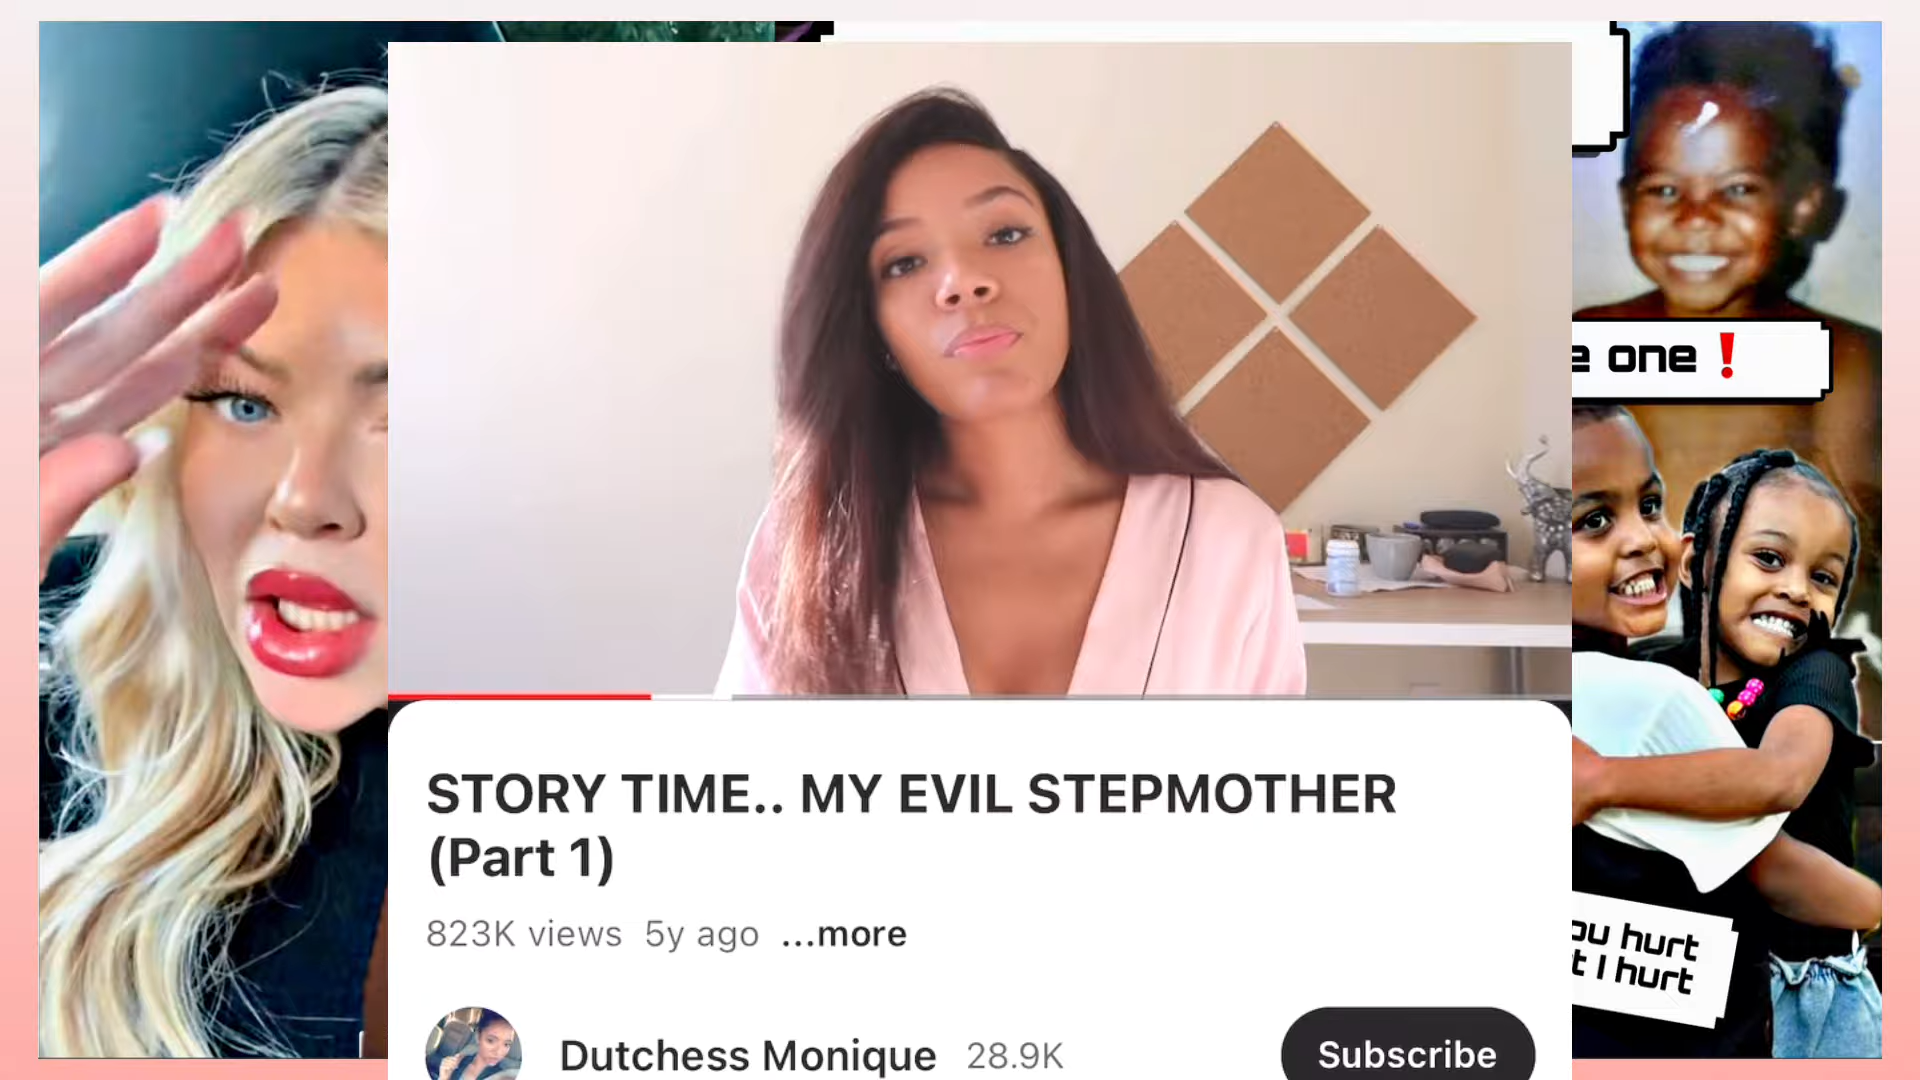 e one❗
STORY TIME.. MY EVIL STEPMOTHER
(Part 1)
823K views 5y ago ...more
ou hurt
t I hurt
Dutchess Monique 28.9K
Subscribe